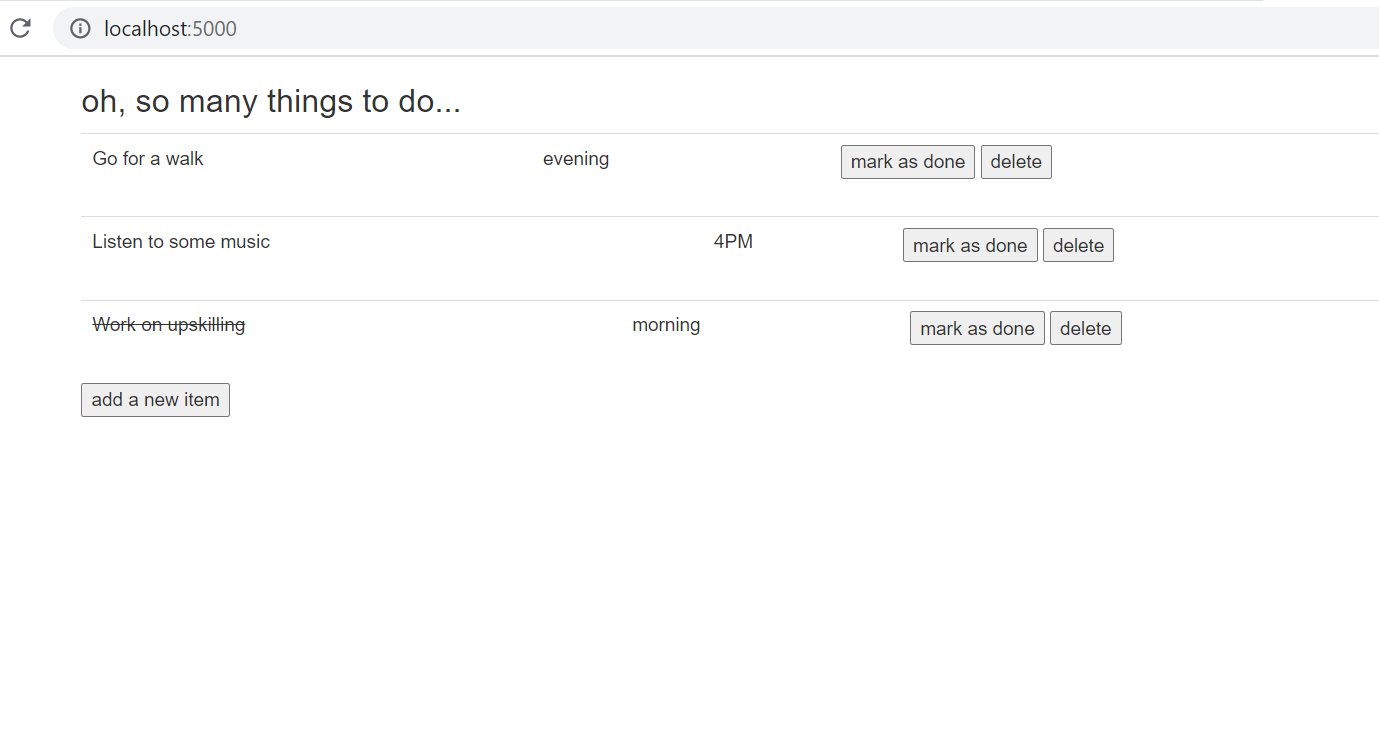 localhost:5000
oh, so many things to do...
Go for a walk evening mark as done delete
Listen to some music 4PM mark as done delete
Work on upskilling morning mark as done delete
add a new item